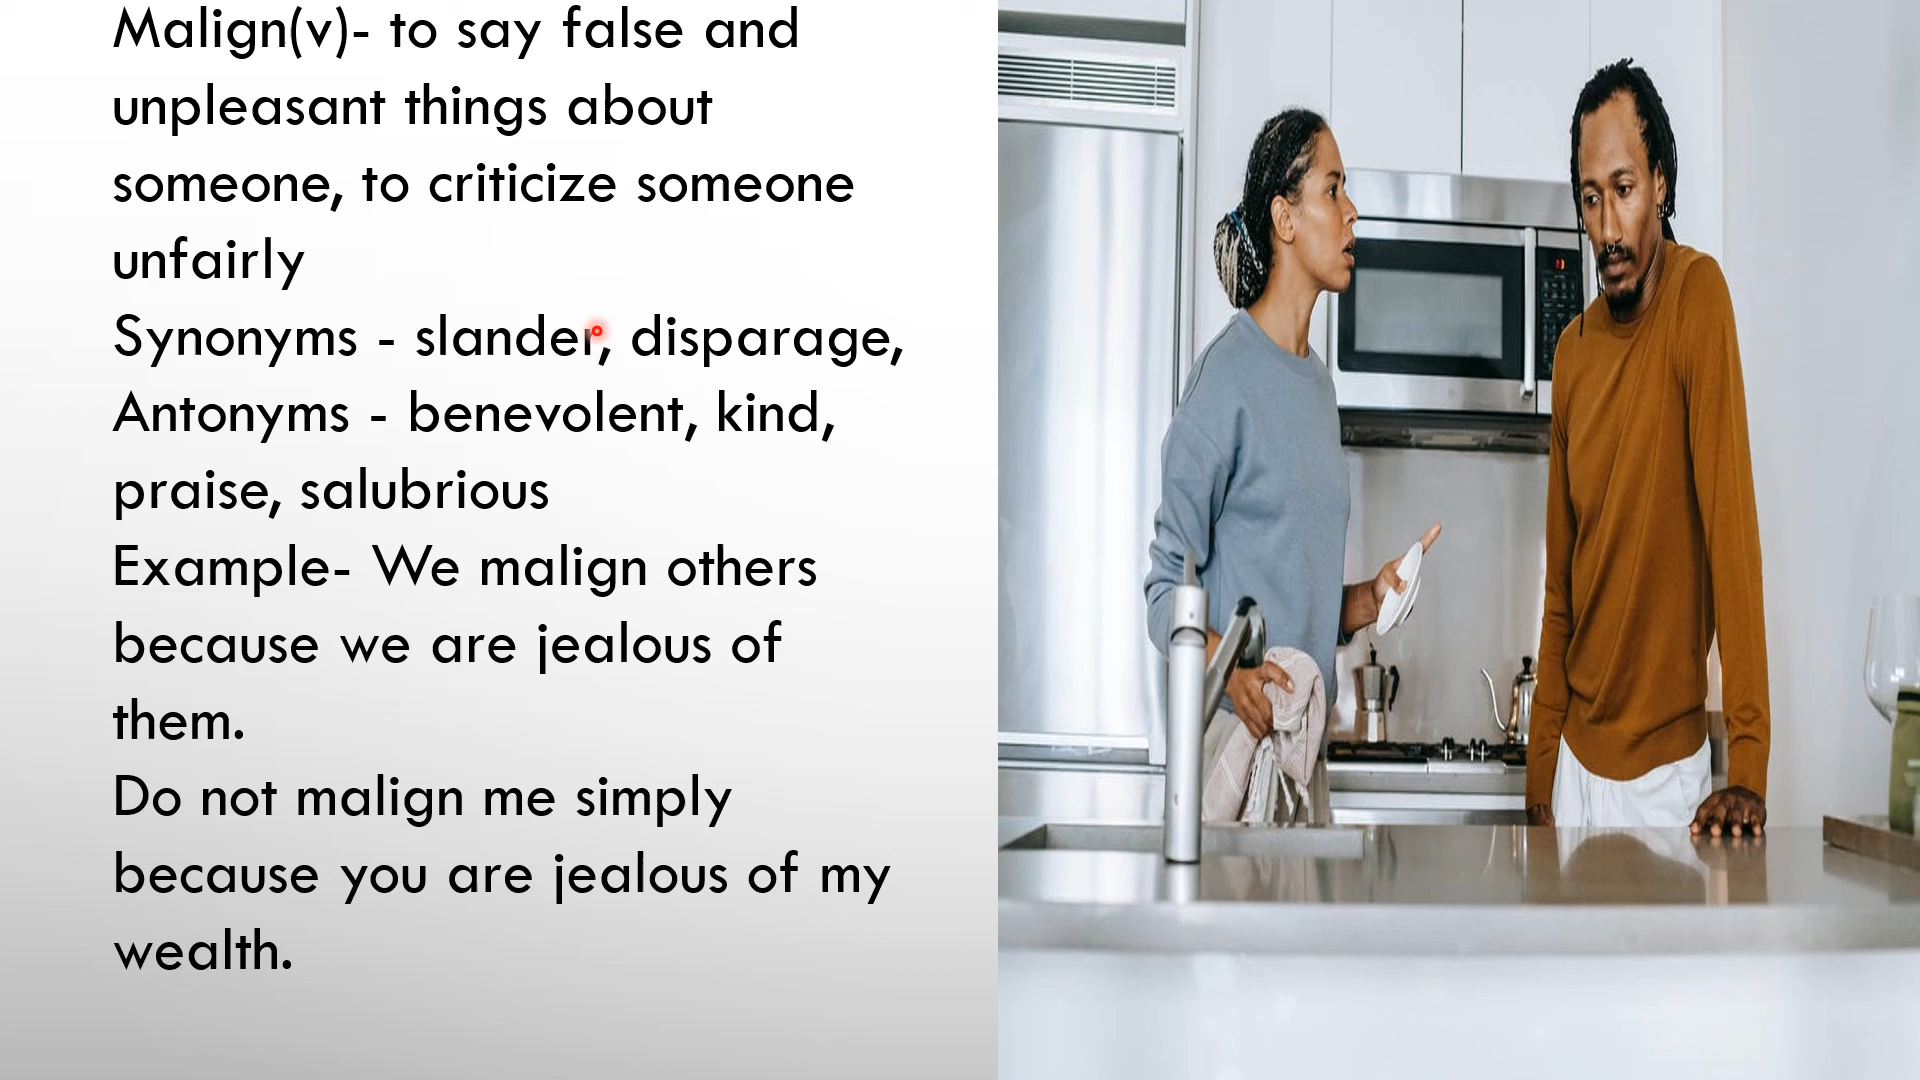 Malign(v)- to say false and
unpleasant things about
someone, to criticize someone
unfairly
Synonyms - slander, disparage,
Antonyms - benevolent, kind,
praise, salubrious
Example- We malign others
because we are jealous of
them.
Do not malign me simply
because you are jealous of my
wealth.